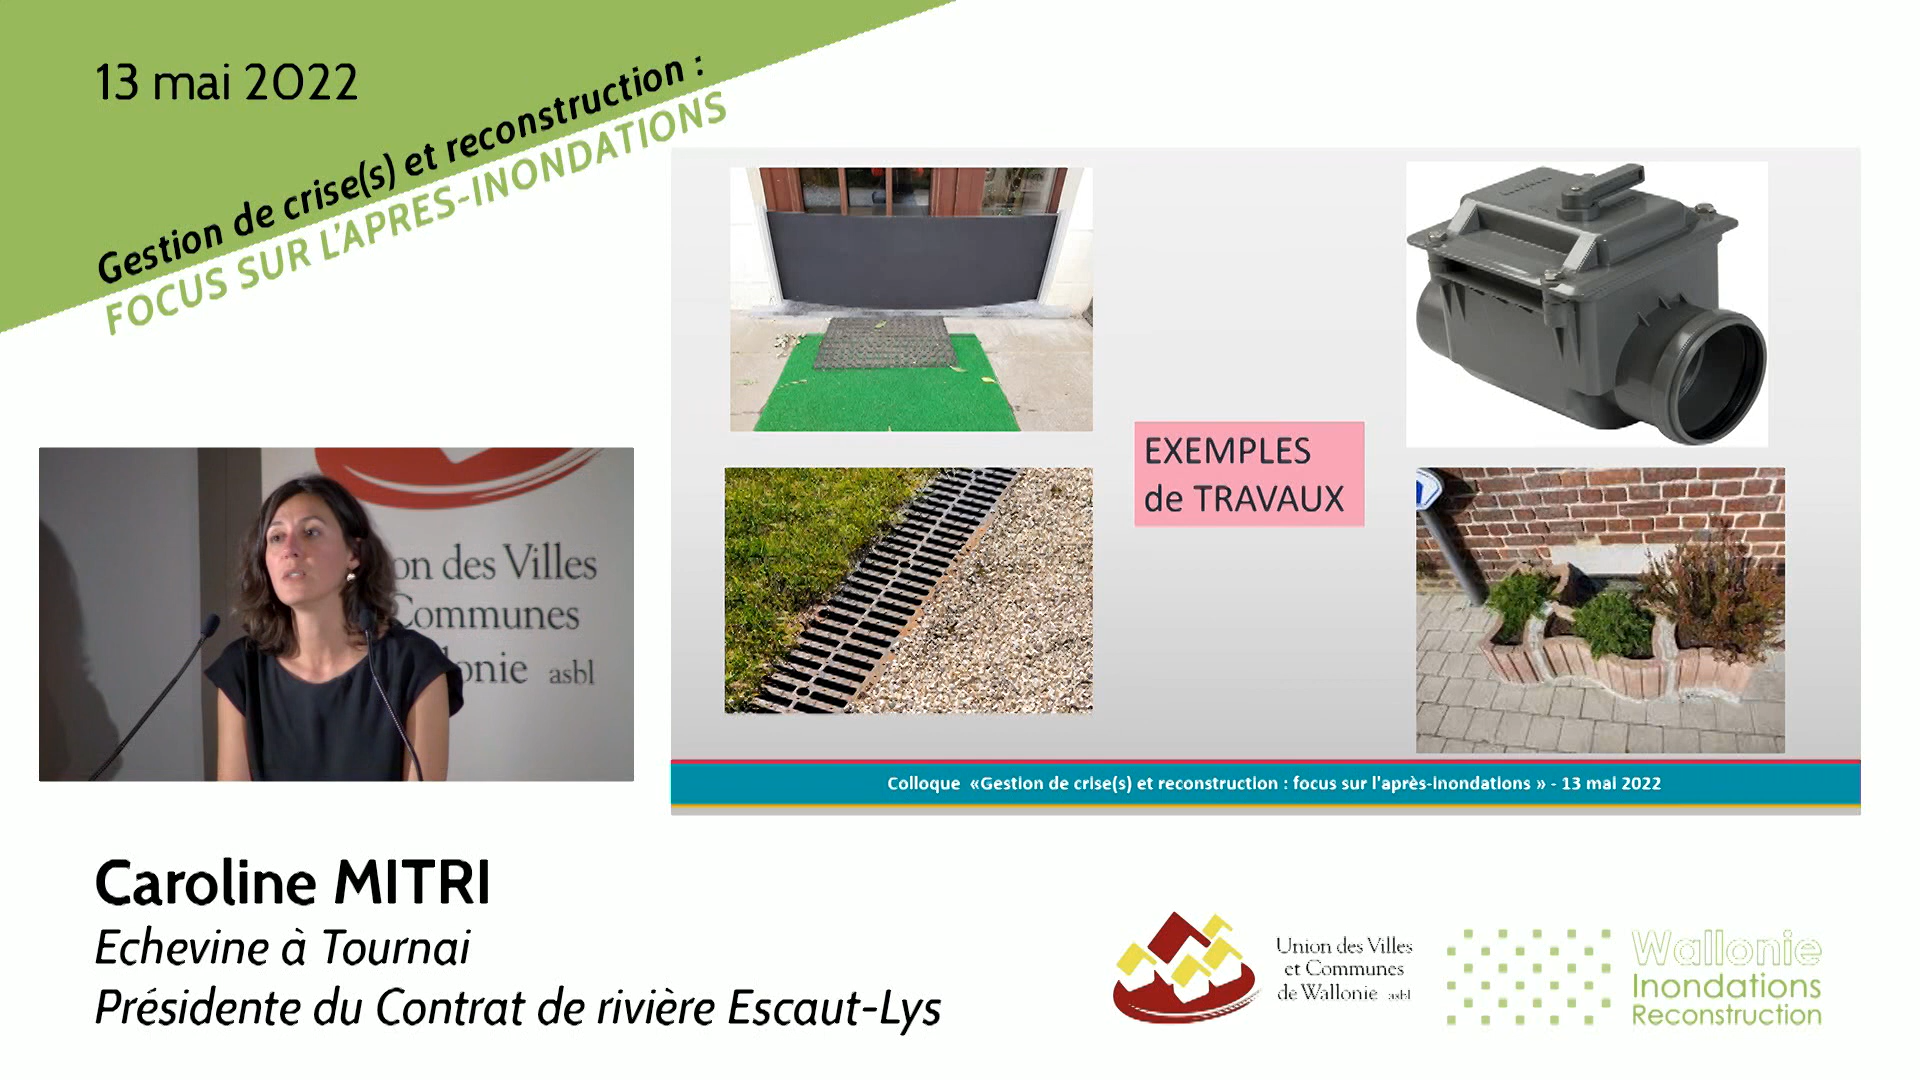 13 mai 2022
Gestion de crise(s) et reconstruction :
FOCUS SUR L'APRES-INONDATIONS
EXEMPLES
de TRAVAUX
on des Villes
Communes
lonie asbl
Colloque «Gestion de crise(s) et reconstruction : focus sur l'après-inondations » - 13 mai 2022
Caroline MITRI
Echevine à Tournai
Présidente du Contrat de rivière Escaut-Lys
Union des Villes
et Communes
de Wallonie asbl
Wallonie
Inondations
Reconstruction